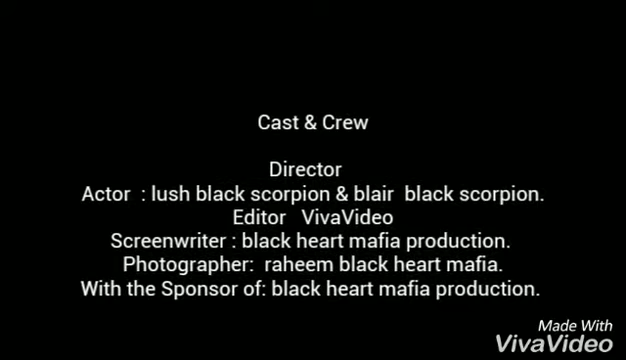 Cast & Crew
Director
Actor : lush black scorpion & blair black scorpion.
Editor VivaVideo
Screenwriter : black heart mafia production.
Photographer: raheem black heart mafia.
With the Sponsor of: black heart mafia production.
Made With
VivaVideo